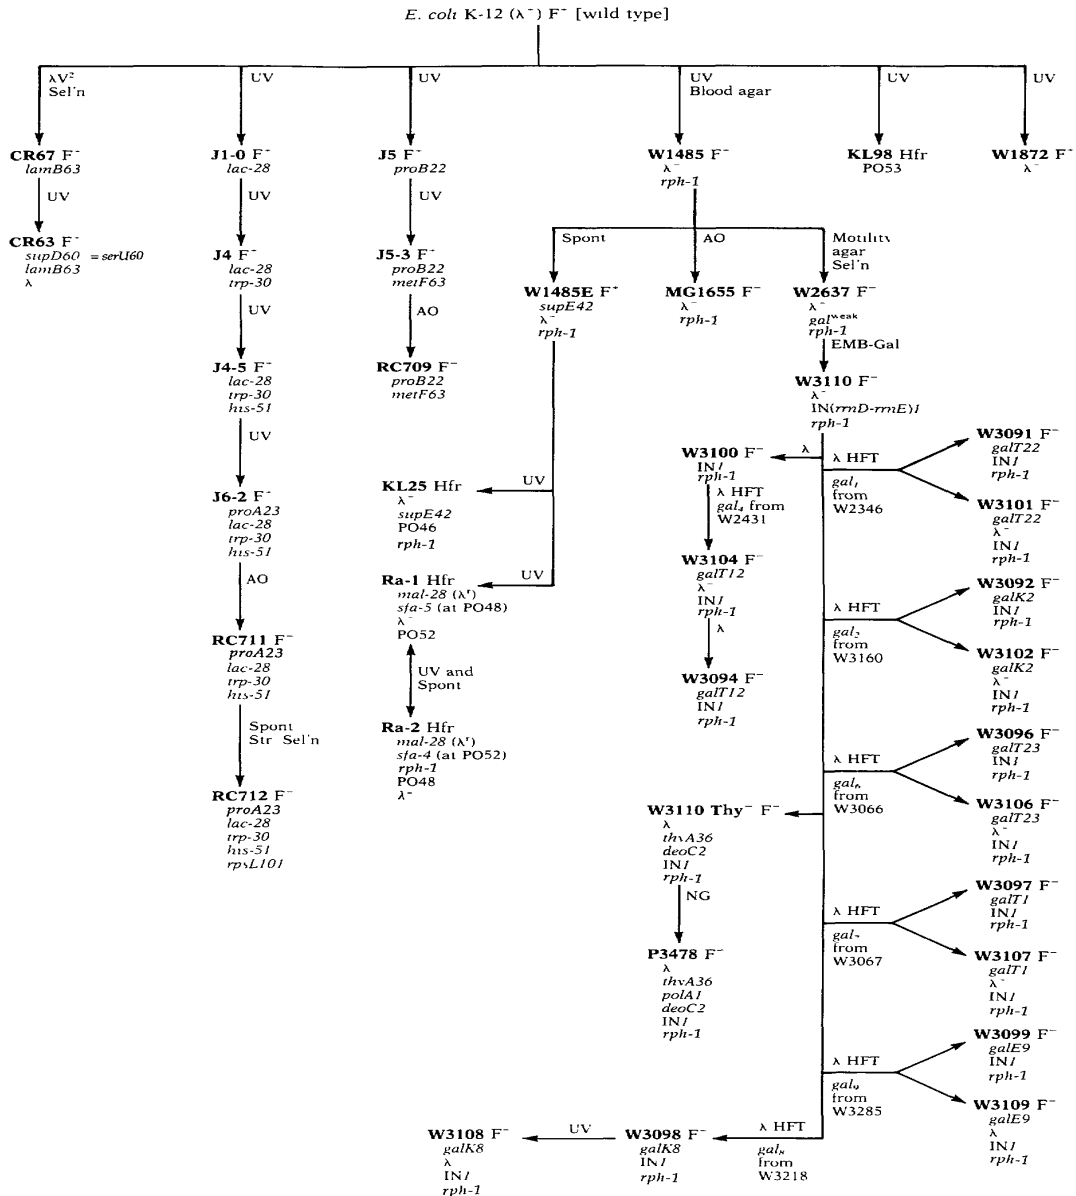 E. coli K-12 (λ⁻) F⁺ [wild type]
λV²
Sel'n
UV
UV
UV
Blood agar
UV
UV
CR67 F⁺
lamB63
J1-0 F⁺
lac-28
J5 F⁺
proB22
W1485 F⁻
λ⁻
rph-1
KL98 Hfr
PO53
W1872 F⁺
λ⁻
UV
UV
UV
CR63 F⁺
supD60 = serU60
lamB63
λ
J4 F⁻
lac-28
trp-30
J5-3 F⁺
proB22
metF63
Spont
AO
Motility
agar
Sel'n
W1485E F⁺
supE42
λ⁻
rph-1
MG1655 F⁻
λ⁻
rph-1
W2637 F⁻
λ⁻
gal weak
rph-1
UV
AO
EMB-Gal
J4-5 F⁺
lac-28
trp-30
his-51
RC709 F⁻
proB22
metF63
W3110 F⁻
λ⁻
IN(rrnD-rrnE)1
rph-1
UV
J6-2 F⁻
proA23
lac-28
trp-30
his-51
AO
RC711 F⁻
proA23
lac-28
trp-30
his-51
Spont
Str Sel'n
RC712 F⁻
proA23
lac-28
trp-30
his-51
rpsL101
UV
KL25 Hfr
λ⁻
supE42
PO46
rph-1
UV
Ra-1 Hfr
mal-28 (λʳ)
sfa-5 (at PO48)
λ⁻
PO52
UV and
Spont
Ra-2 Hfr
mal-28 (λʳ)
sfa-4 (at PO52)
rph-1
PO48
λ⁻
λ
W3100 F⁻
IN1
rph-1
λ HFT
gal₄ from
W2431
W3104 F⁻
galT12
λ⁻
IN1
rph-1
λ
W3094 F⁻
galT12
IN1
rph-1
W3110 Thy⁻ F⁻
λ
thyA36
deoC2
IN1
rph-1
NG
P3478 F⁻
λ
thyA36
polA1
deoC2
IN1
rph-1
λ HFT
gal₁
from
W2346
W3091 F⁻
galT22
IN1
rph-1
W3101 F⁻
galT22
λ⁻
IN1
rph-1
λ HFT
gal₂
from
W3160
W3092 F⁻
galK2
IN1
rph-1
W3102 F⁻
galK2
λ⁻
IN1
rph-1
λ HFT
gal₆
from
W3066
W3096 F⁻
galT23
IN1
rph-1
W3106 F⁻
galT23
λ⁻
IN1
rph-1
λ HFT
gal₇
from
W3067
W3097 F⁻
galT1
IN1
rph-1
W3107 F⁻
galT1
λ⁻
IN1
rph-1
λ HFT
gal₉
from
W3285
W3099 F⁻
galE9
IN1
rph-1
W3109 F⁻
galE9
λ
IN1
rph-1
λ HFT
gal₈
from
W3218
W3098 F⁻
galK8
IN1
rph-1
UV
W3108 F⁻
galK8
λ
IN1
rph-1